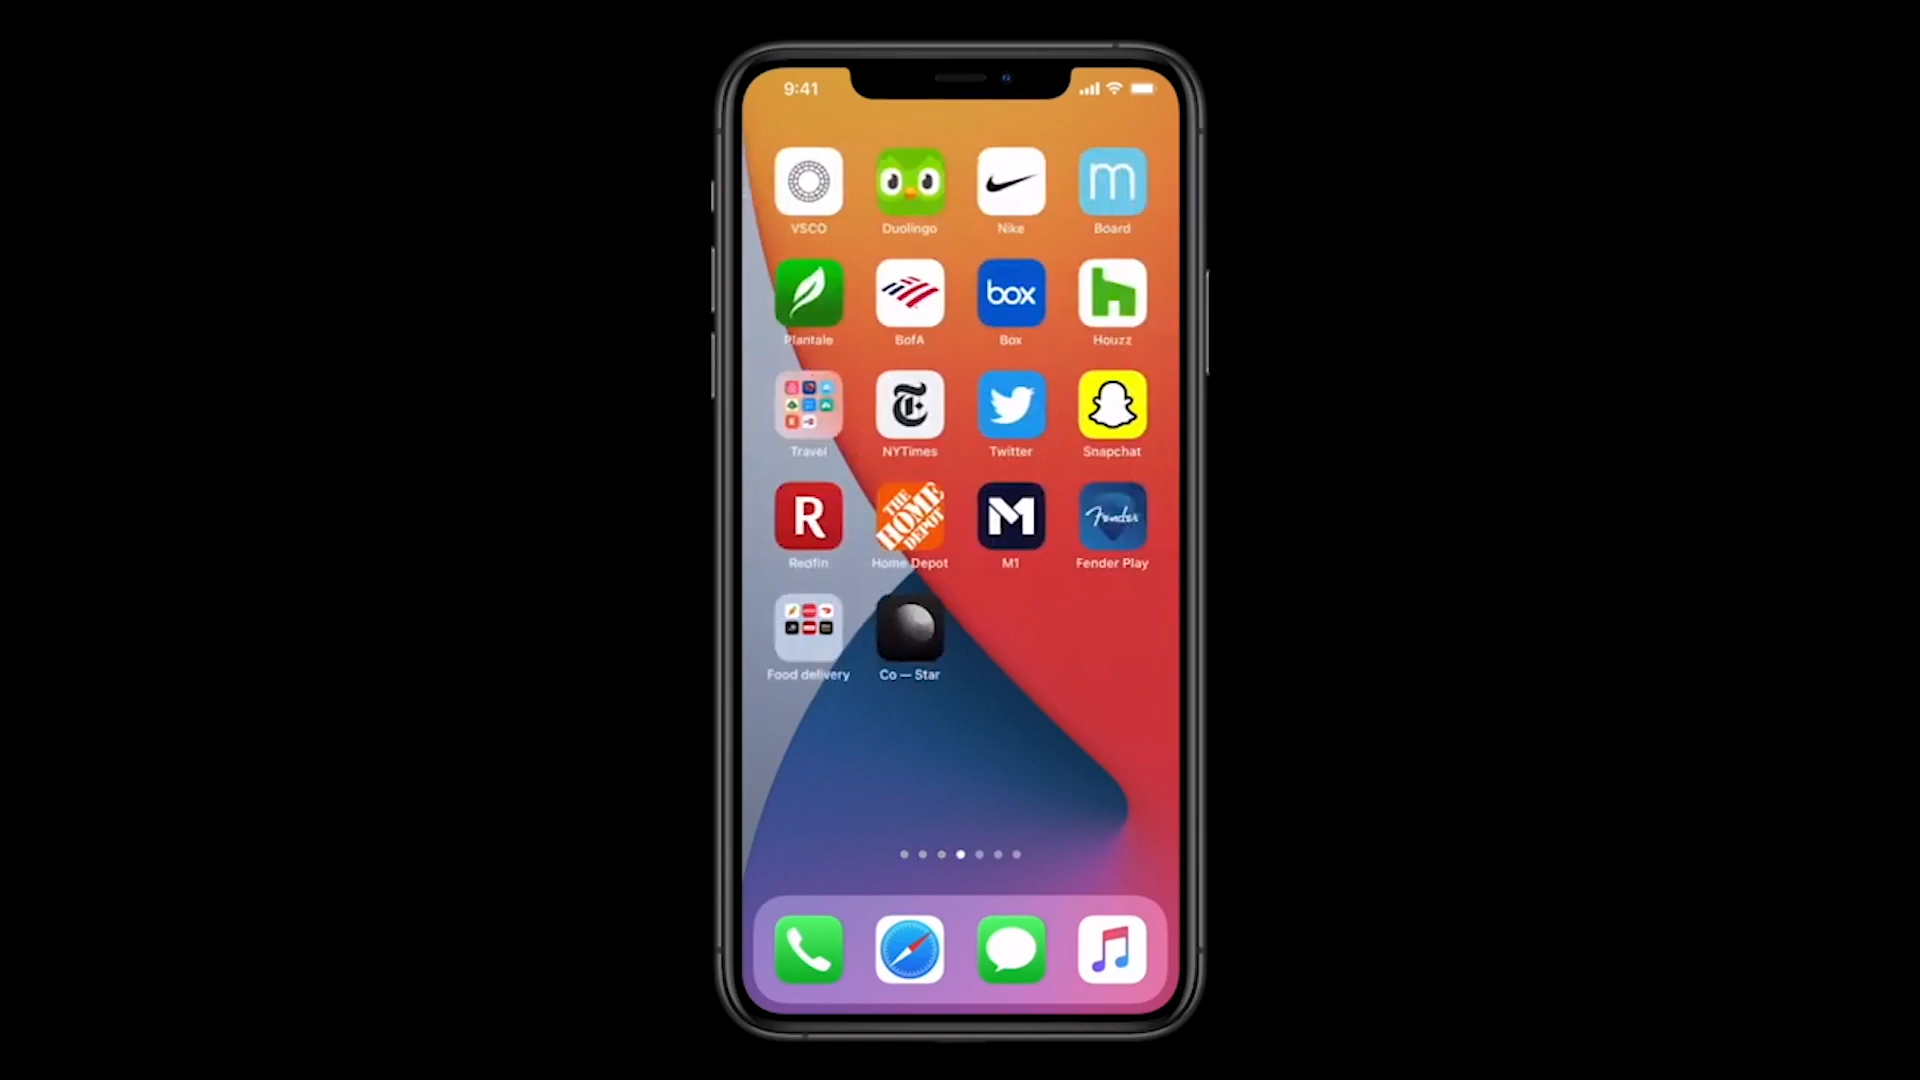 9:41
VSCO Duolingo Nike Board
box
Plantale BofA Box Houzz
Travel NYTimes Twitter Snapchat
R THE HOME DEPOT M Fender
Redfin Home Depot M1 Fender Play
Food delivery Co — Star